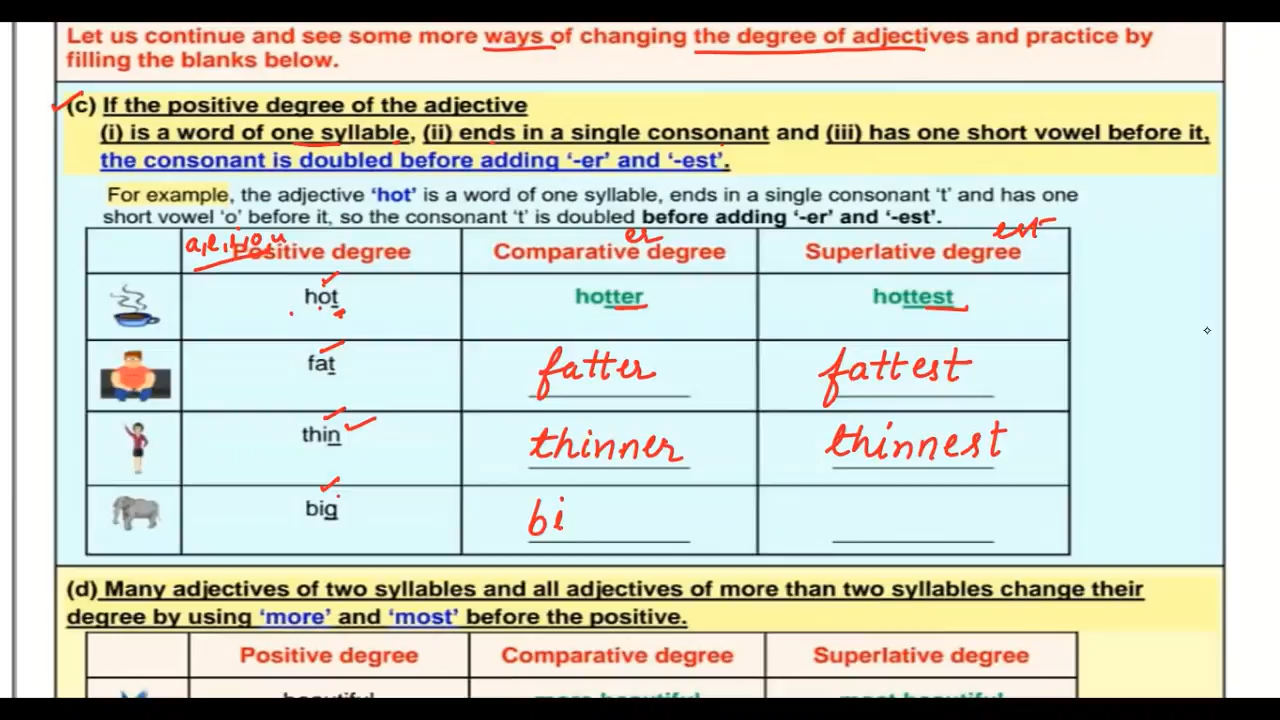 Let us continue and see some more ways of changing the degree of adjectives and practice by
filling the blanks below.
(c) If the positive degree of the adjective
(i) is a word of one syllable, (ii) ends in a single consonant and (iii) has one short vowel before it,
the consonant is doubled before adding ‘-er’ and ‘-est’.
For example, the adjective ‘hot’ is a word of one syllable, ends in a single consonant ‘t’ and has one
short vowel ‘o’ before it, so the consonant ‘t’ is doubled before adding ‘-er’ and ‘-est’.
a, e, i, o, u er est
Positive degree Comparative degree Superlative degree
hot hotter hottest
fat fatter fattest
thin thinner thinnest
big bi
(d) Many adjectives of two syllables and all adjectives of more than two syllables change their
degree by using ‘more’ and ‘most’ before the positive.
Positive degree Comparative degree Superlative degree
beautiful more beautiful most beautiful